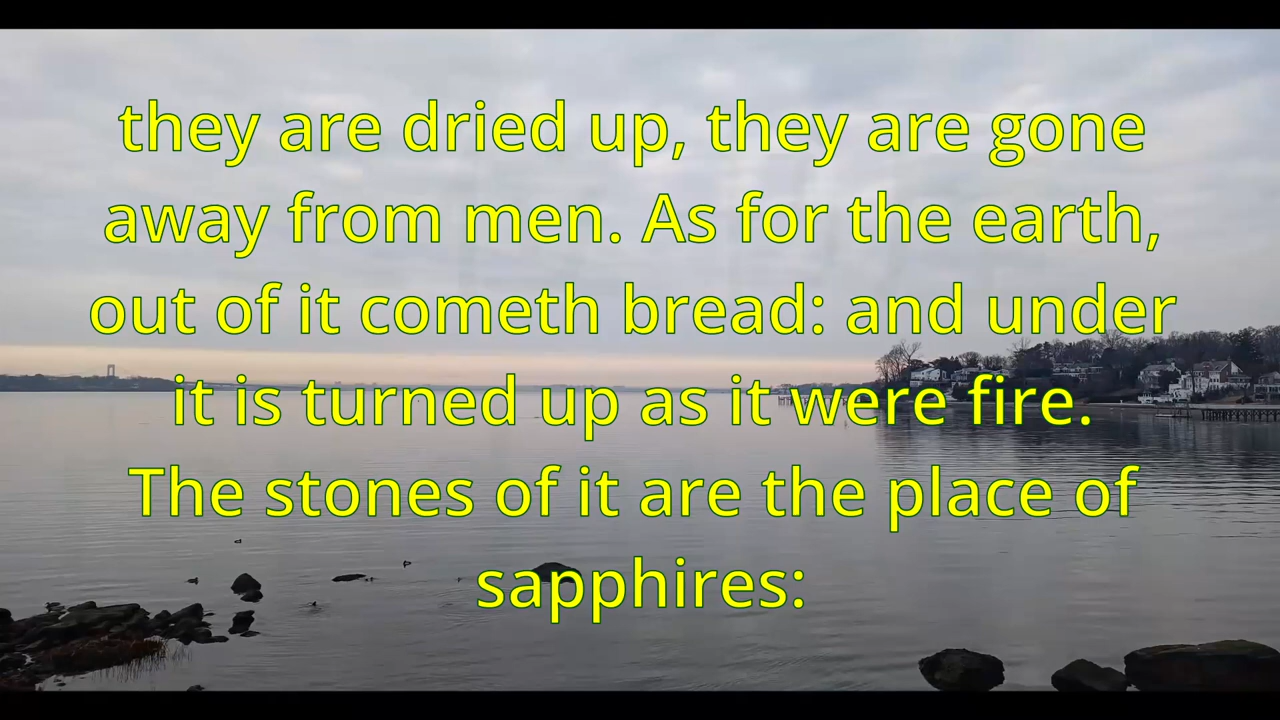 they are dried up, they are gone
away from men. As for the earth,
out of it cometh bread: and under
it is turned up as it were fire.
The stones of it are the place of
sapphires: